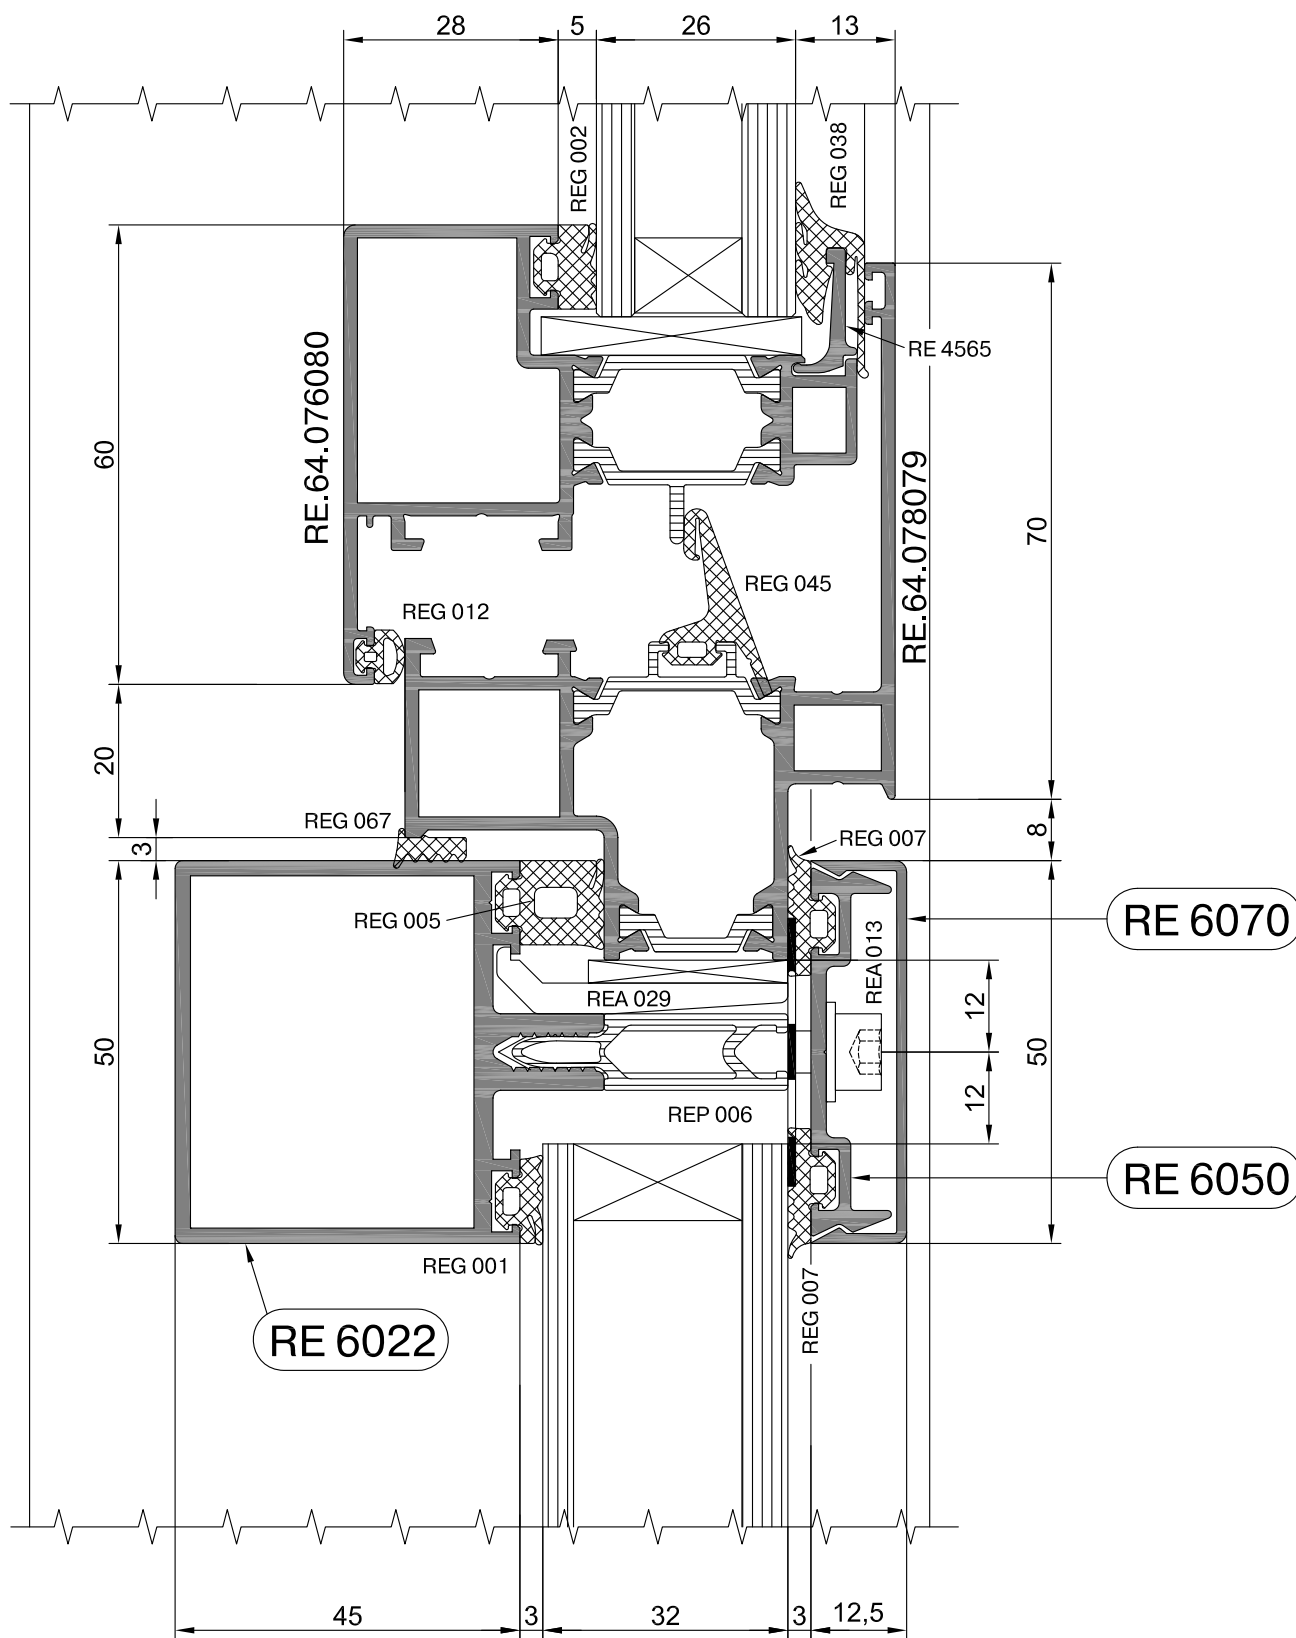 28
5
26
13
REG 002
REG 038
RE 4565
RE.64.076080
60
RE.64.078079
70
REG 045
REG 012
20
REG 067
3
REG 007
8
REG 005
REA 013
RE 6070
REA 029
12
50
50
12
REP 006
RE 6050
REG 001
REG 007
RE 6022
45
3
32
3
12,5